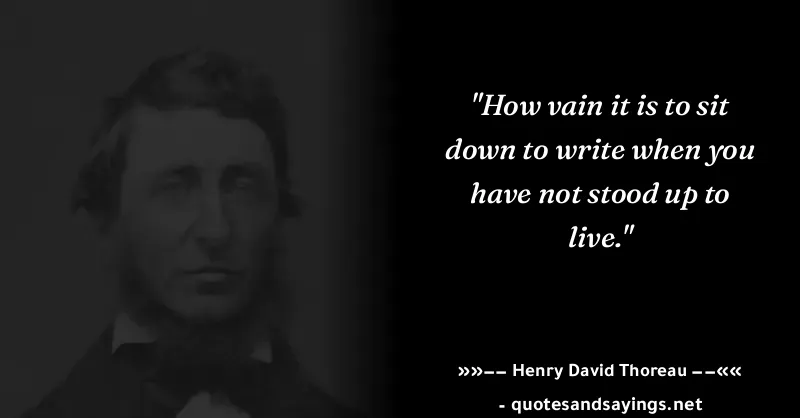 "How vain it is to sit
down to write when you
have not stood up to
live."
»»–– Henry David Thoreau ––««
- quotesandsayings.net